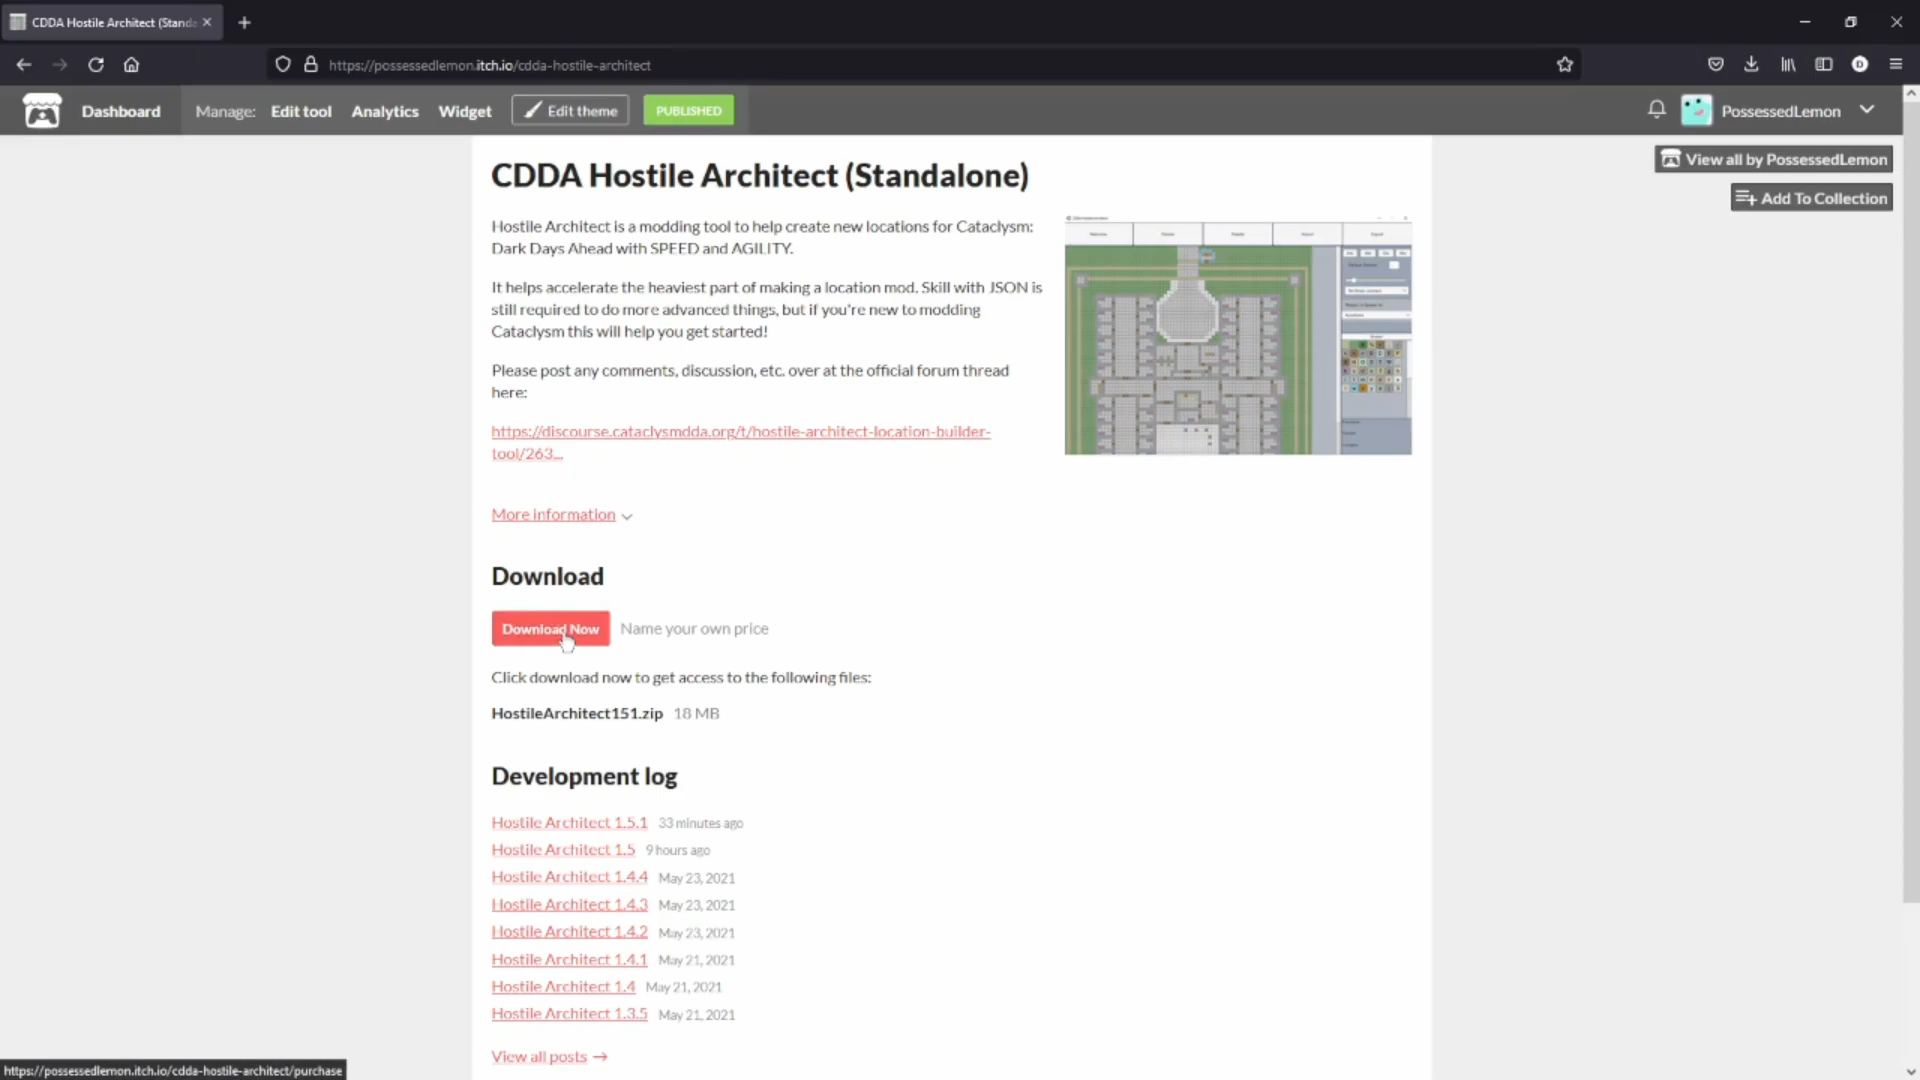 CDDA Hostile Architect (Stand
https://possessedlemon.itch.io/cdda-hostile-architect
Dashboard
Manage: Edit tool Analytics Widget Edit theme PUBLISHED
PossessedLemon
View all by PossessedLemon
Add To Collection
CDDA Hostile Architect (Standalone)
Hostile Architect is a modding tool to help create new locations for Cataclysm:
Dark Days Ahead with SPEED and AGILITY.
It helps accelerate the heaviest part of making a location mod. Skill with JSON is
still required to do more advanced things, but if you're new to modding
Cataclysm this will help you get started!
Please post any comments, discussion, etc. over at the official forum thread
here:
https://discourse.cataclysmdda.org/t/hostile-architect-location-builder-
tool/263...
More information
Download
Download Now Name your own price
Click download now to get access to the following files:
HostileArchitect151.zip 18 MB
Development log
Hostile Architect 1.5.1 33 minutes ago
Hostile Architect 1.5 9 hours ago
Hostile Architect 1.4.4 May 23, 2021
Hostile Architect 1.4.3 May 23, 2021
Hostile Architect 1.4.2 May 23, 2021
Hostile Architect 1.4.1 May 21, 2021
Hostile Architect 1.4 May 21, 2021
Hostile Architect 1.3.5 May 21, 2021
View all posts →
https://possessedlemon.itch.io/cdda-hostile-architect/purchase